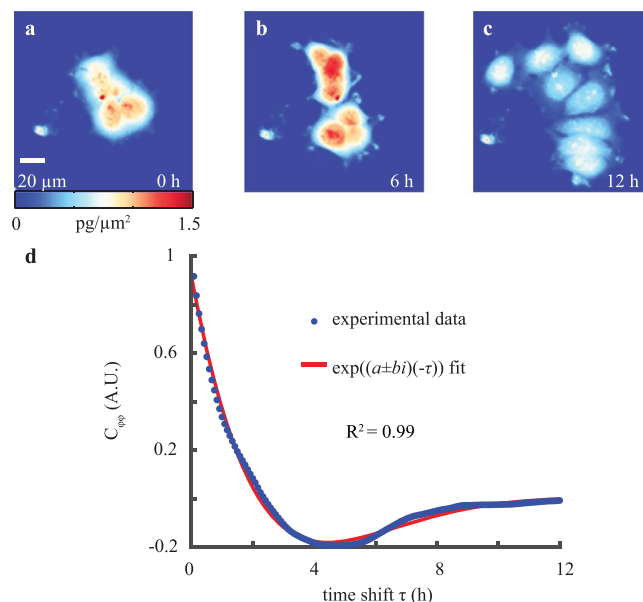 a
b
c
20 µm
0 h
6 h
12 h
0
pg/µm²
1.5
d
1
0.6
0.2
-0.2
C_φφ (A.U.)
experimental data
exp((a±bi)(-τ)) fit
R² = 0.99
0
4
8
12
time shift τ (h)